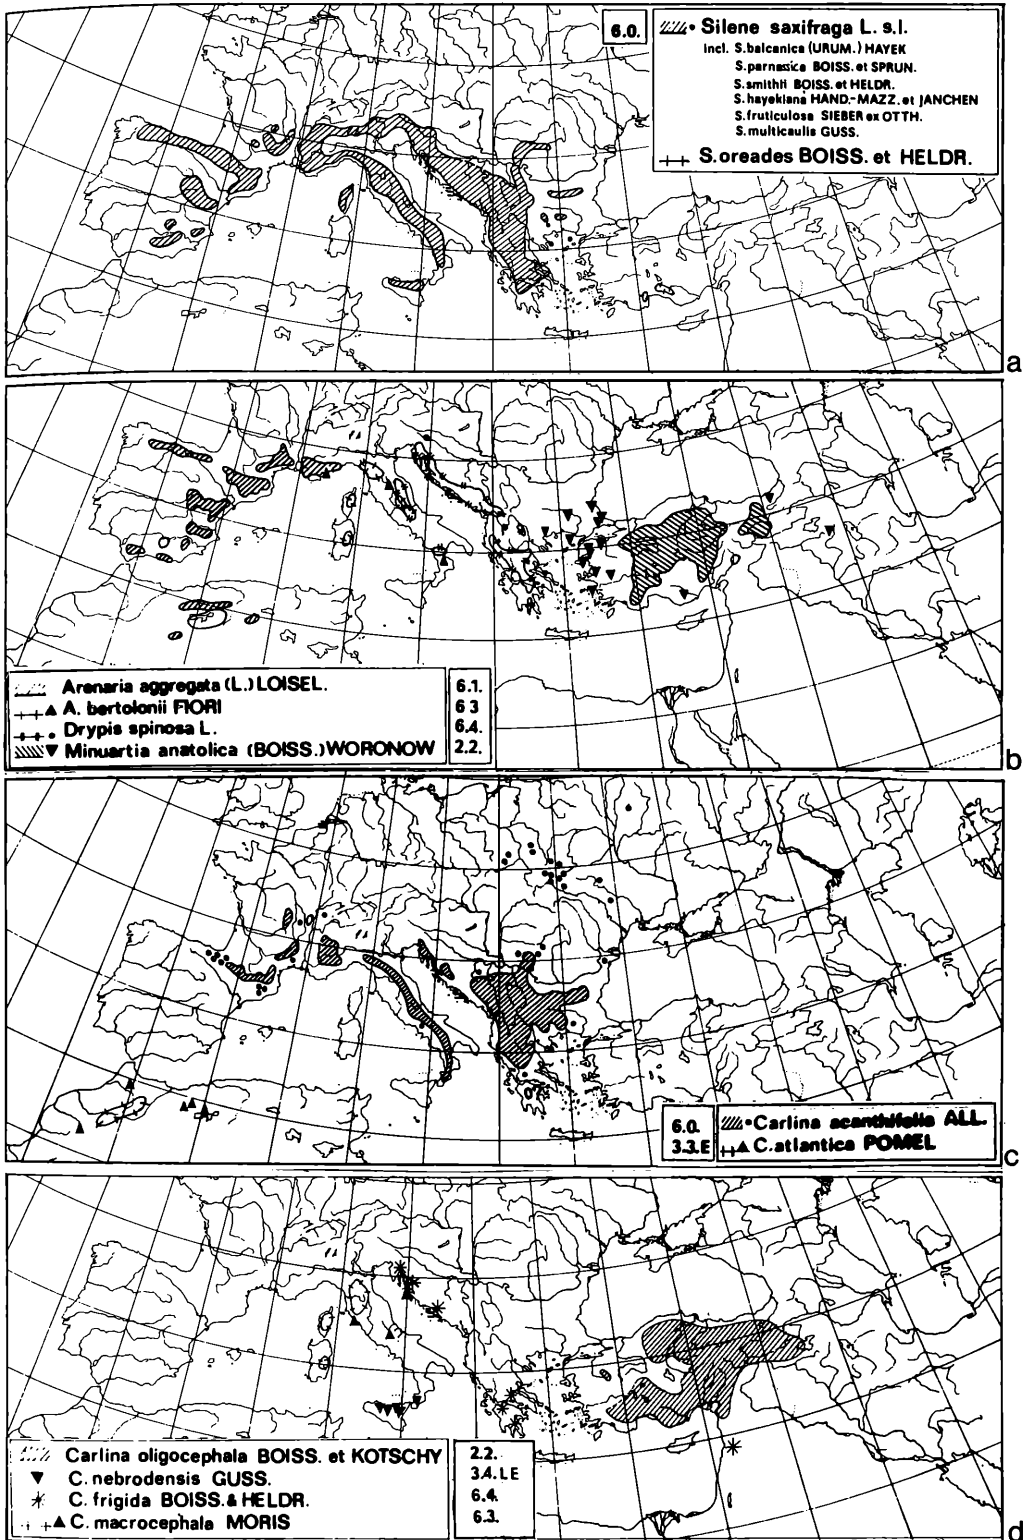 6.0.
Silene saxifraga L. s.l.
incl. S.balcanica (URUM.) HAYEK
S.parnassica BOISS. et SPRUN.
S.smithii BOISS. et HELDR.
S.hayekiana HAND.-MAZZ. et JANCHEN
S.fruticulosa SIEBER ex OTTH.
S.multicaulis GUSS.
S.oreades BOISS. et HELDR.
a
Arenaria aggregata (L.) LOISEL. 6.1.
A. bertolonii FIORI 6 3
Drypis spinosa L. 6.4.
Minuartia anatolica (BOISS.) WORONOW 2.2.
b
6.0. Carlina acanthifolia ALL.
3.3.E C.atlantica POMEL
c
Carlina oligocephala BOISS. et KOTSCHY 2.2.
C. nebrodensis GUSS. 3.4. LE
C. frigida BOISS. & HELDR. 6.4.
C. macrocephala MORIS 6.3.
d